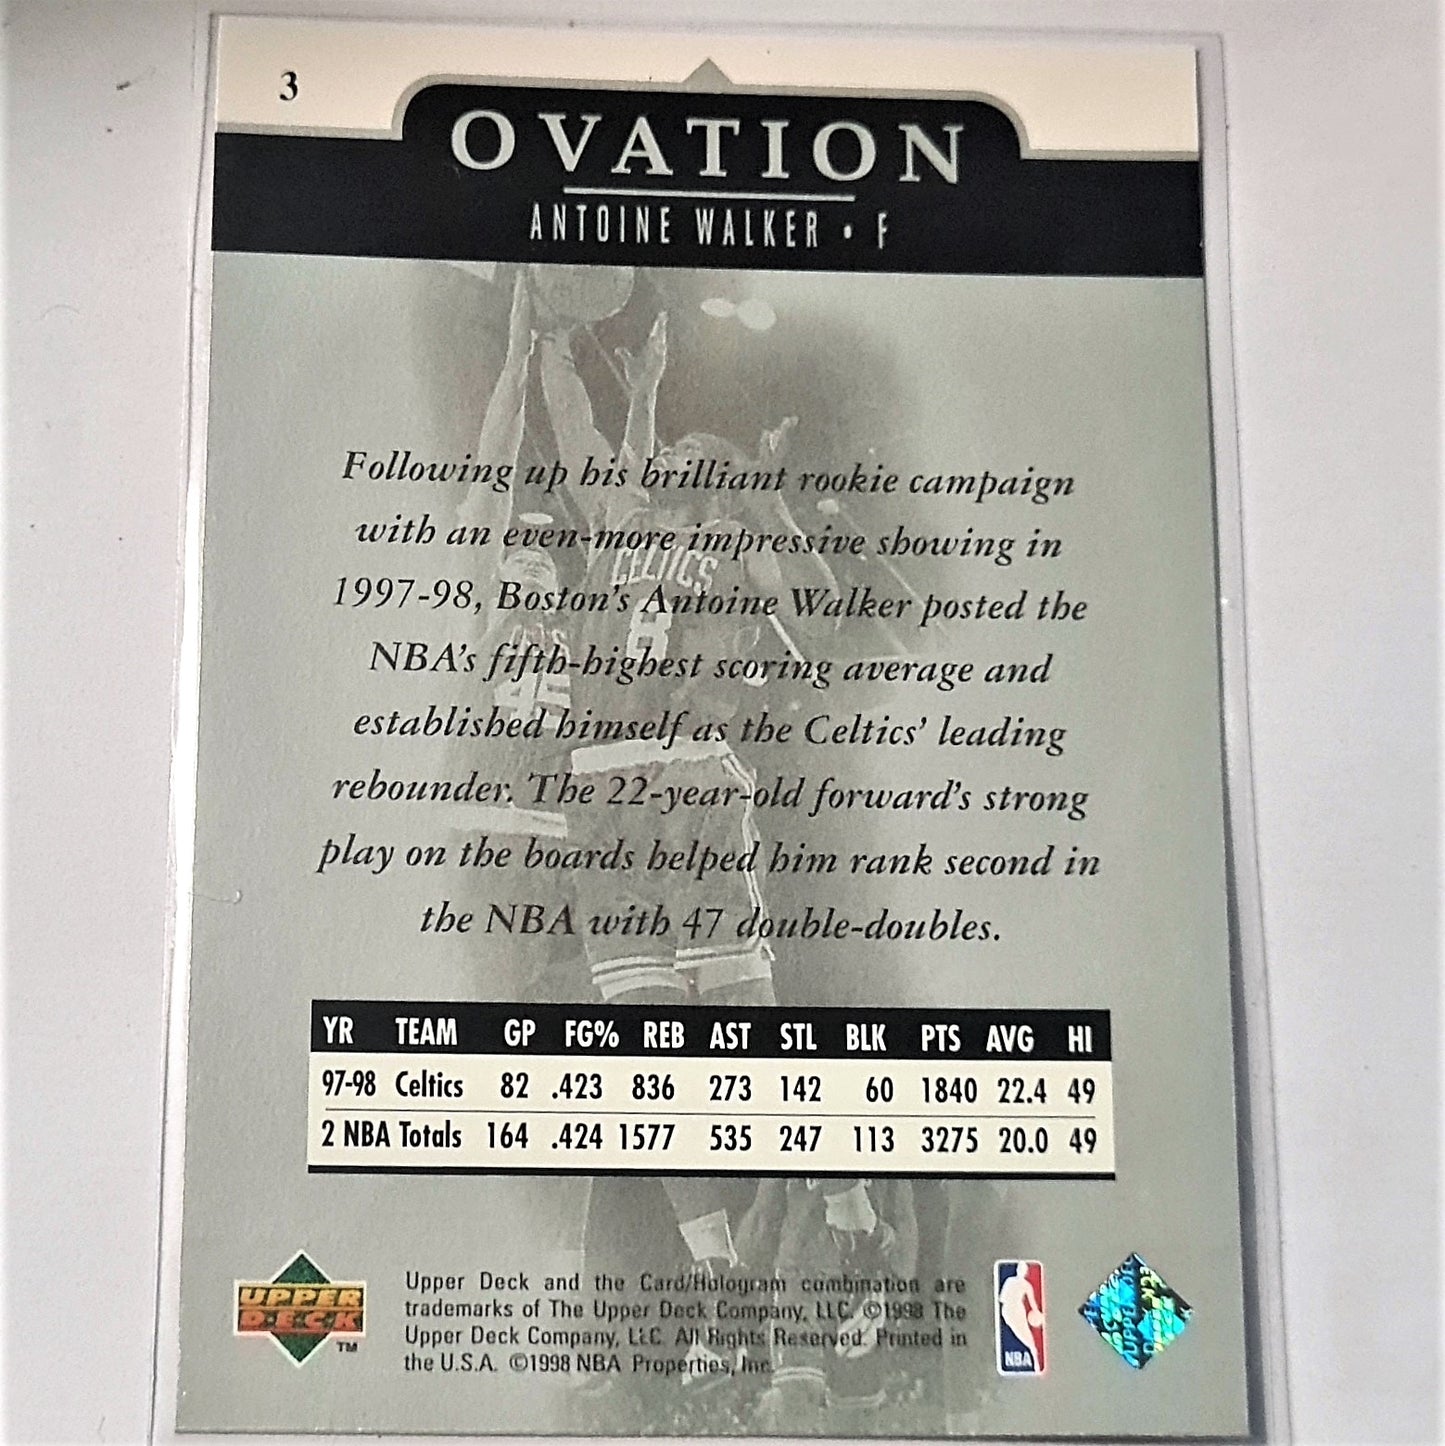 3
OVATION
ANTOINE WALKER • F
Following up his brilliant rookie campaign
with an even-more impressive showing in
1997-98, Boston's Antoine Walker posted the
NBA's fifth-highest scoring average and
established himself as the Celtics' leading
rebounder. The 22-year-old forward's strong
play on the boards helped him rank second in
the NBA with 47 double-doubles.
CELTICS
8
45
YR TEAM GP FG% REB AST STL BLK PTS AVG HI
97-98 Celtics 82 .423 836 273 142 60 1840 22.4 49
2 NBA Totals 164 .424 1577 535 247 113 3275 20.0 49
UPPER
DECK
TM
Upper Deck and the Card/Hologram combination are
trademarks of The Upper Deck Company, LLC. ©1998 The
Upper Deck Company, LLC. All Rights Reserved. Printed in
the U.S.A. ©1998 NBA Properties, Inc.
NBA